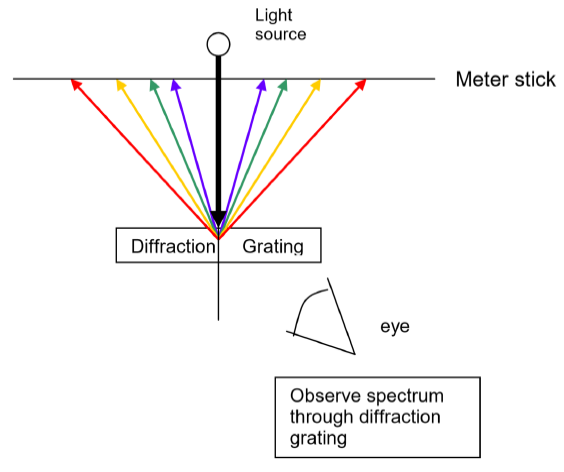 Light
source
Meter stick
Diffraction Grating
eye
Observe spectrum
through diffraction
grating